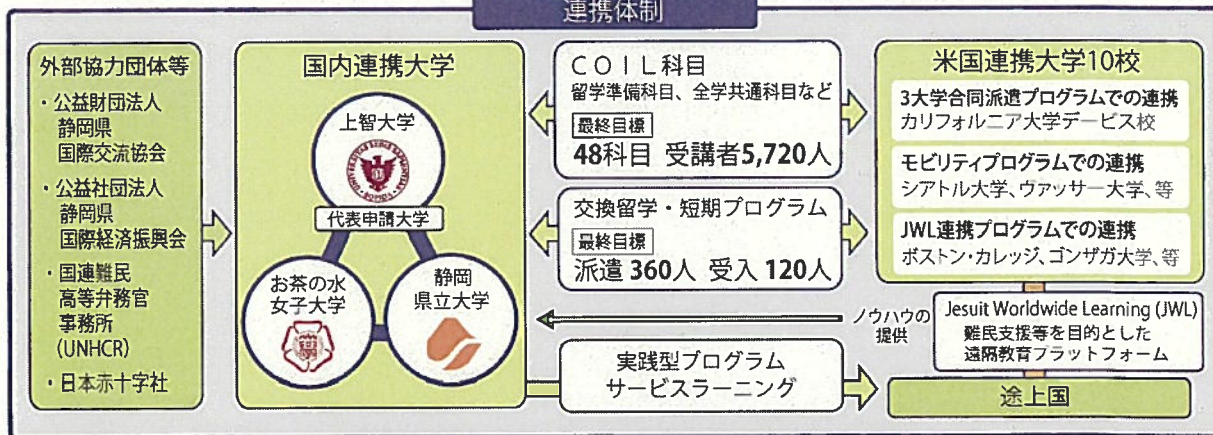 連携体制
外部協力団体等
・公益財団法人
静岡県
国際交流協会
・公益社団法人
静岡県
国際経済振興会
・国連難民
高等弁務官
事務所
(UNHCR)
・日本赤十字社
国内連携大学
上智大学
代表申請大学
お茶の水
女子大学
静岡
県立大学
COIL科目
留学準備科目、全学共通科目など
最終目標
48科目 受講者5,720人
交換留学・短期プログラム
最終目標
派遣 360人 受入 120人
米国連携大学10校
3大学合同派遣プログラムでの連携
カリフォルニア大学デービス校
モビリティプログラムでの連携
シアトル大学、ヴァッサー大学、等
JWL連携プログラムでの連携
ボストン・カレッジ、ゴンザガ大学、等
ノウハウの
提供
Jesuit Worldwide Learning (JWL)
難民支援等を目的とした
遠隔教育プラットフォーム
実践型プログラム
サービスラーニング
途上国